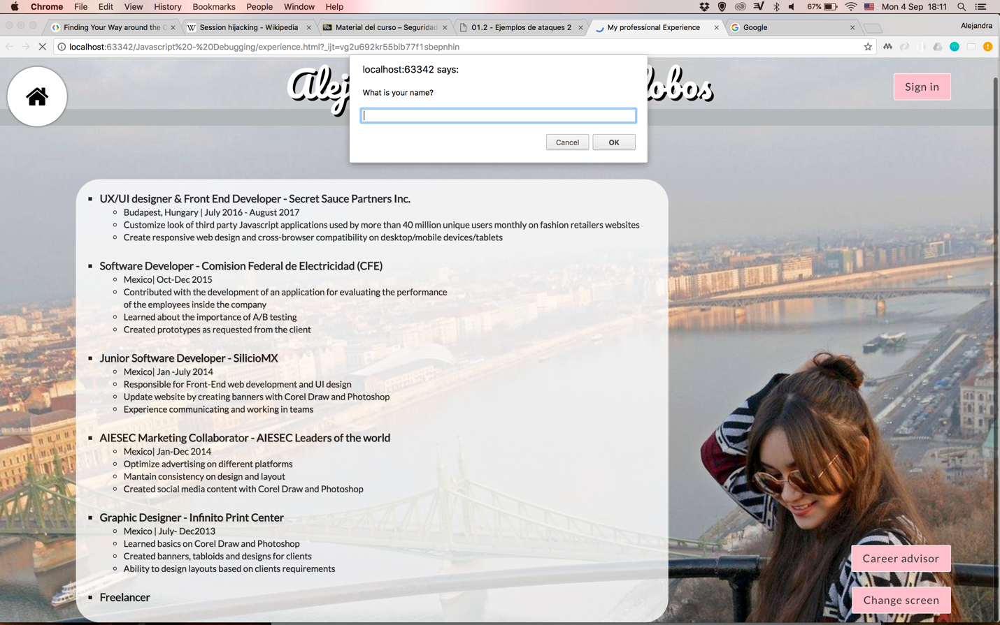 Chrome File Edit View History Bookmarks People Window Help 67% Mon 4 Sep 18:11
Finding Your Way around the C Session hijacking - Wikipedia Bb Material del curso – Seguridad 01.2 - Ejemplos de ataques 2 My professional Experience Google Alejandra
localhost:63342/Javascript%20-%20Debugging/experience.html?_ijt=vg2u692kr55bib77f1sbepnhin
localhost:63342 says:
What is your name?
Cancel OK
Sign in
UX/UI designer & Front End Developer - Secret Sauce Partners Inc.
Budapest, Hungary | July 2016 - August 2017
Customize look of third party Javascript applications used by more than 40 million unique users monthly on fashion retailers websites
Create responsive web design and cross-browser compatibility on desktop/mobile devices/tablets
Software Developer - Comision Federal de Electricidad (CFE)
Mexico| Oct-Dec 2015
Contributed with the development of an application for evaluating the performance
of the employees inside the company
Learned about the importance of A/B testing
Created prototypes as requested from the client
Junior Software Developer - SilicioMX
Mexico| Jan -July 2014
Responsible for Front-End web development and UI design
Update website by creating banners with Corel Draw and Photoshop
Experience communicating and working in teams
AIESEC Marketing Collaborator - AIESEC Leaders of the world
Mexico| Jan-Dec 2014
Optimize advertising on different platforms
Mantain consistency on design and layout
Created social media content with Corel Draw and Photoshop
Graphic Designer - Infinito Print Center
Mexico | July- Dec2013
Learned basics on Corel Draw and Photoshop
Created banners, tabloids and designs for clients
Ability to design layouts based on clients requirements
Freelancer
Career advisor
Change screen